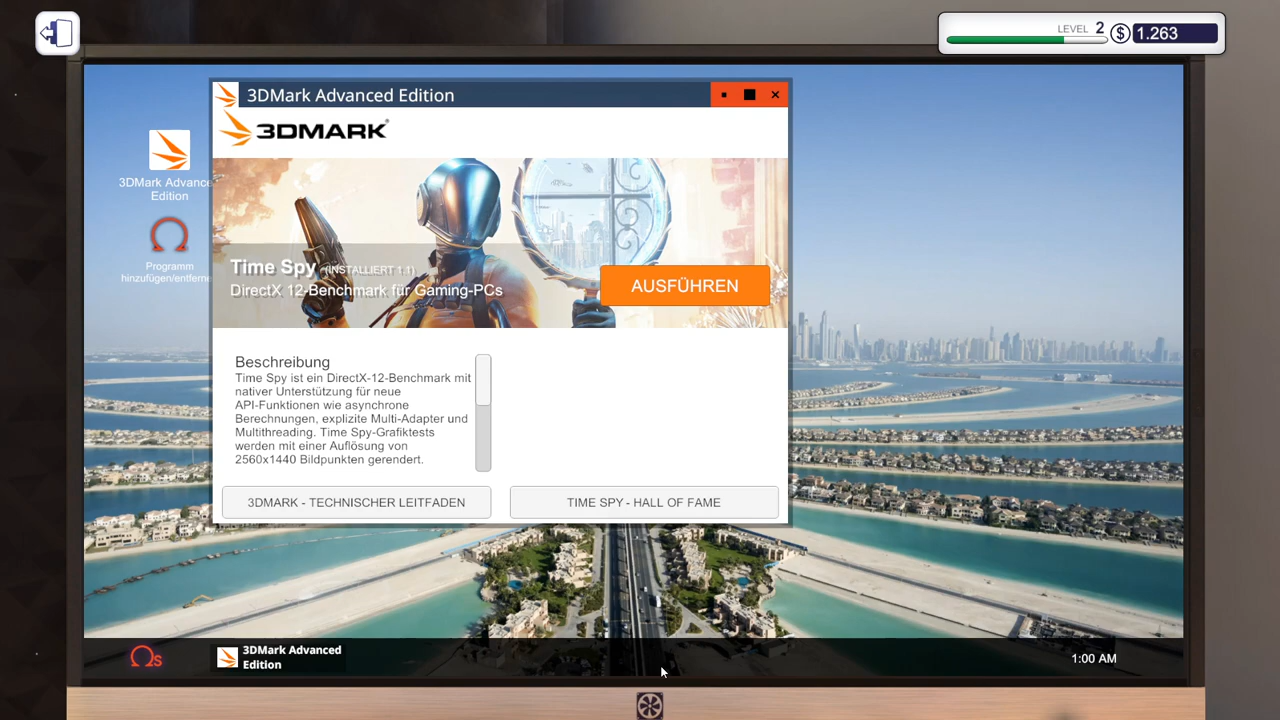 LEVEL 2
$ 1.263
3DMark Advanced Edition
3DMARK
3DMark Advance
Edition
Programm
hinzufügen/entferne
Time Spy (INSTALLIERT 1.1)
DirectX 12-Benchmark für Gaming-PCs
AUSFÜHREN
Beschreibung
Time Spy ist ein DirectX-12-Benchmark mit
nativer Unterstützung für neue
API-Funktionen wie asynchrone
Berechnungen, explizite Multi-Adapter und
Multithreading. Time Spy-Grafiktests
werden mit einer Auflösung von
2560x1440 Bildpunkten gerendert.
3DMARK - TECHNISCHER LEITFADEN
TIME SPY - HALL OF FAME
Ωs
3DMark Advanced
Edition
1:00 AM